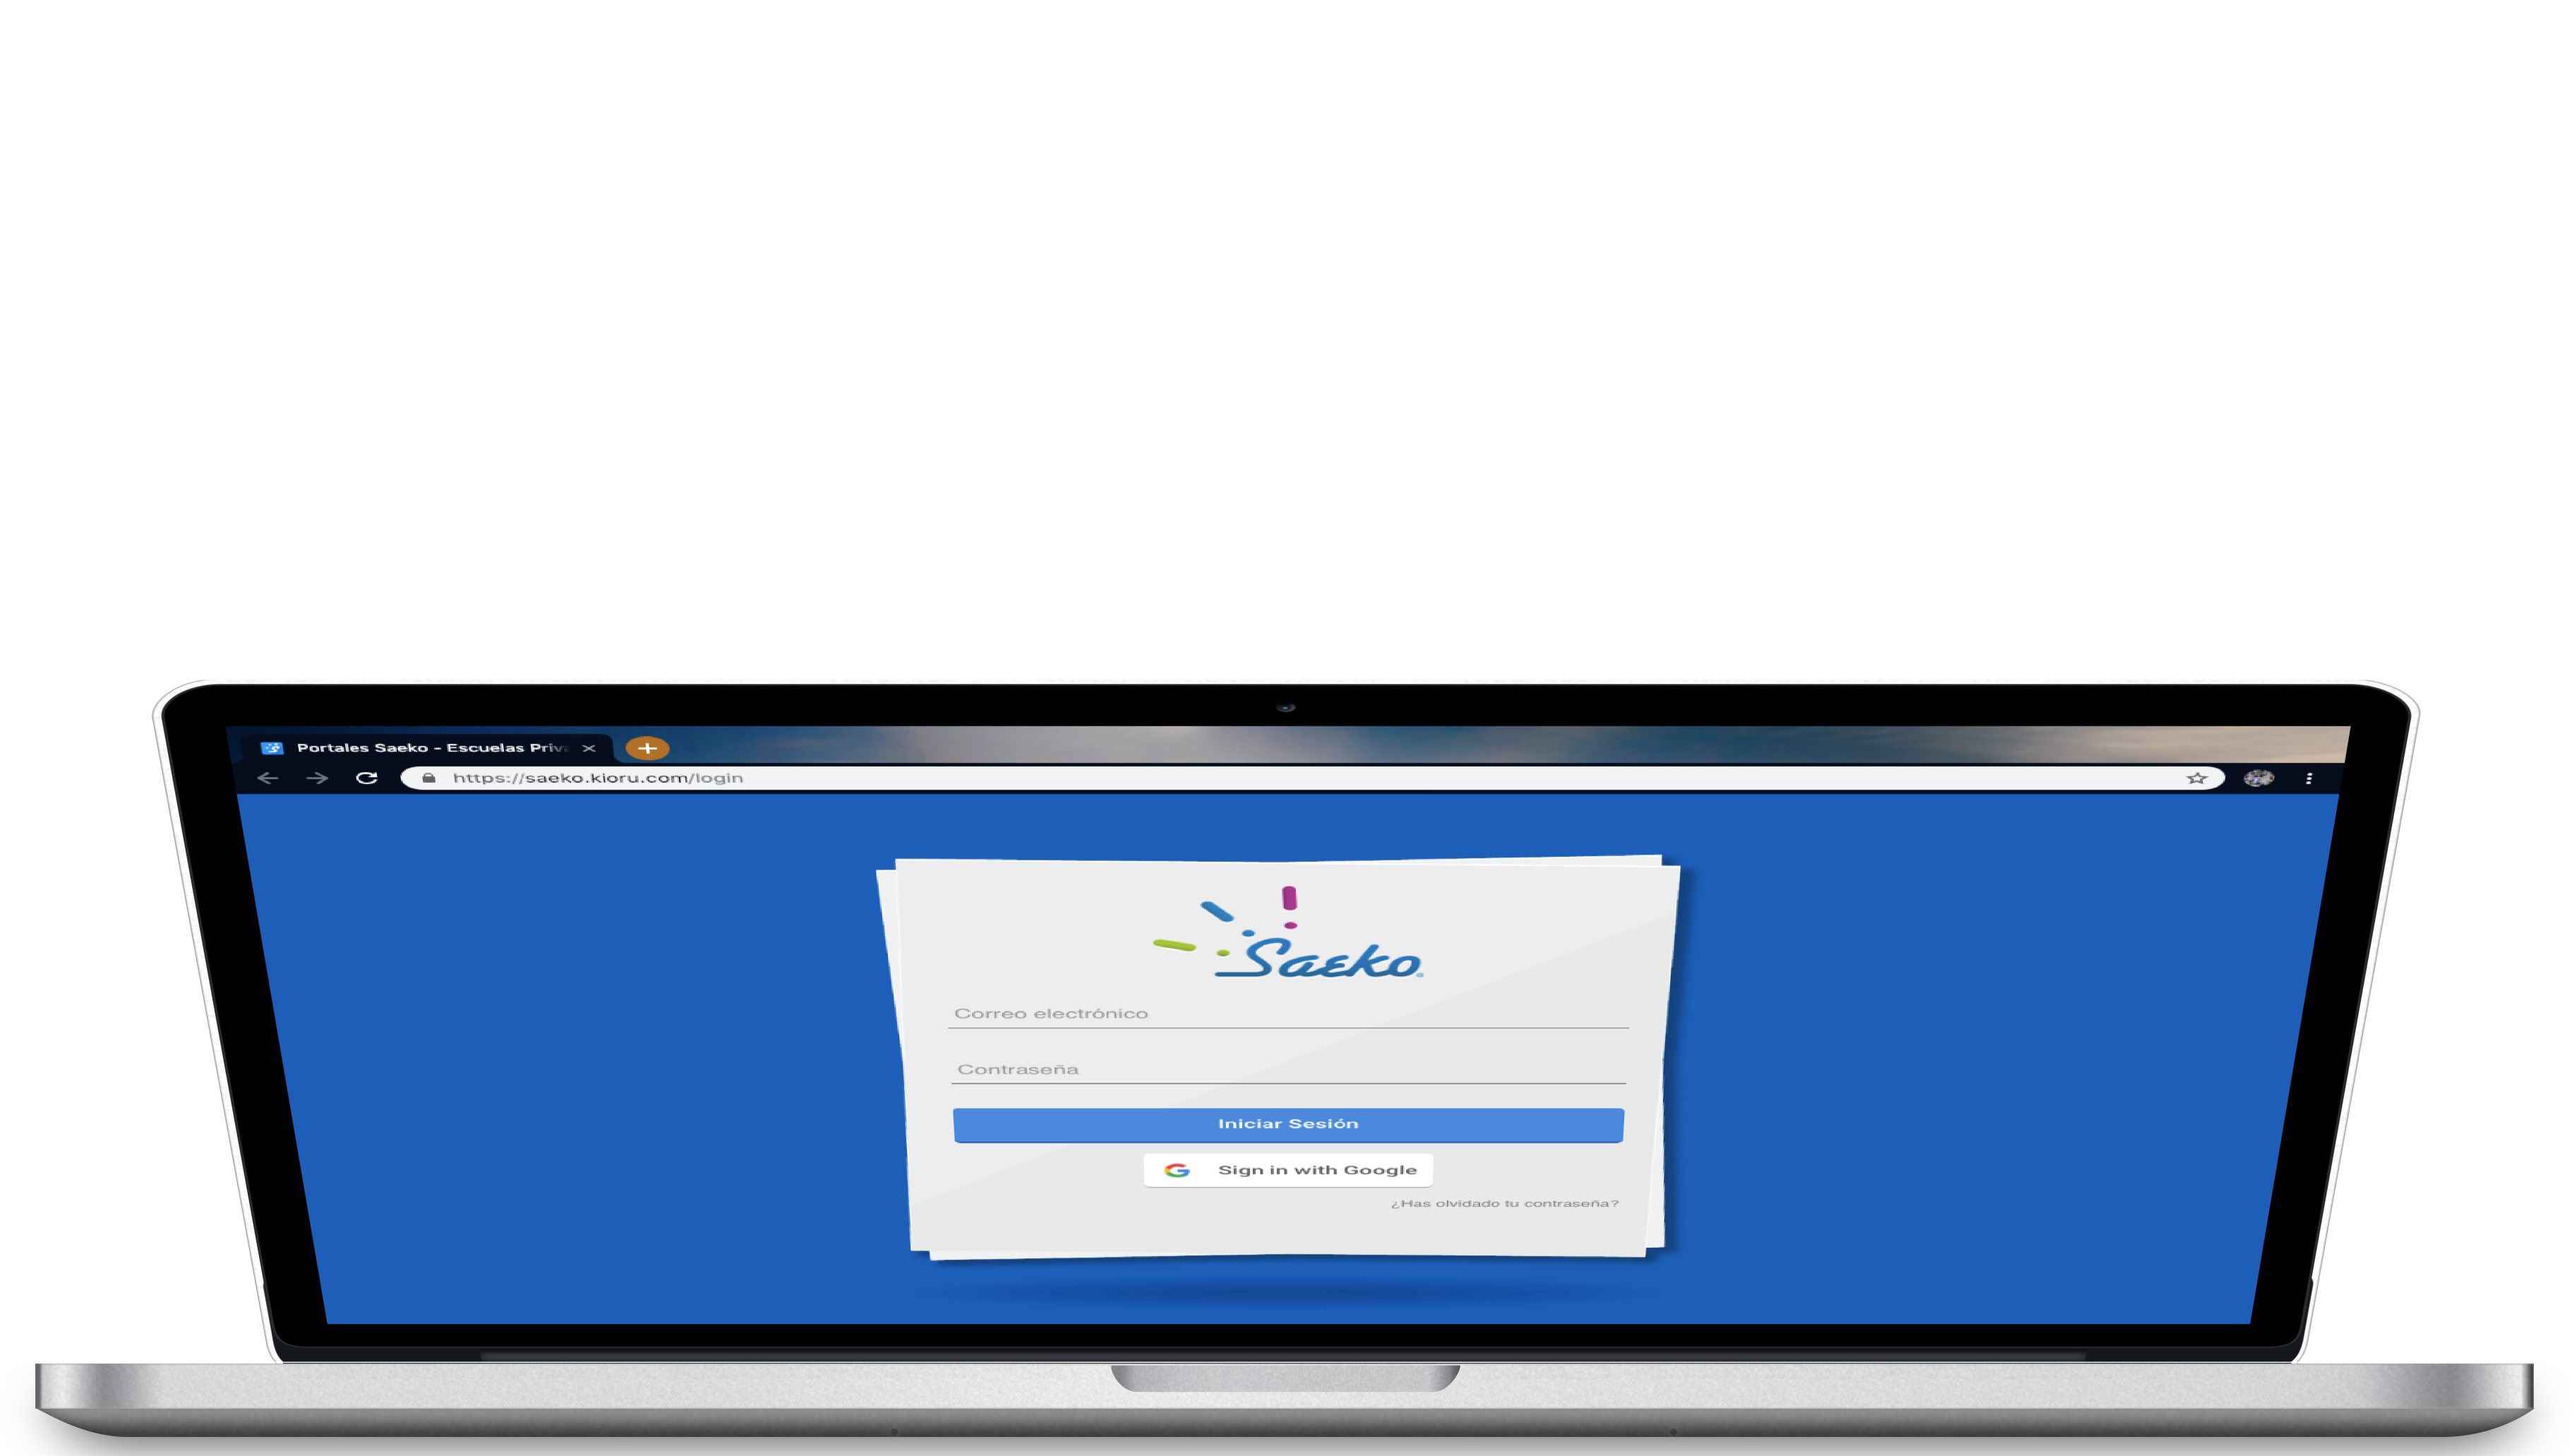 Portales Saeko - Escuelas Priv
https://saeko.kioru.com/login
Saeko
Correo electrónico
Contraseña
Iniciar Sesión
Sign in with Google
¿Has olvidado tu contraseña?